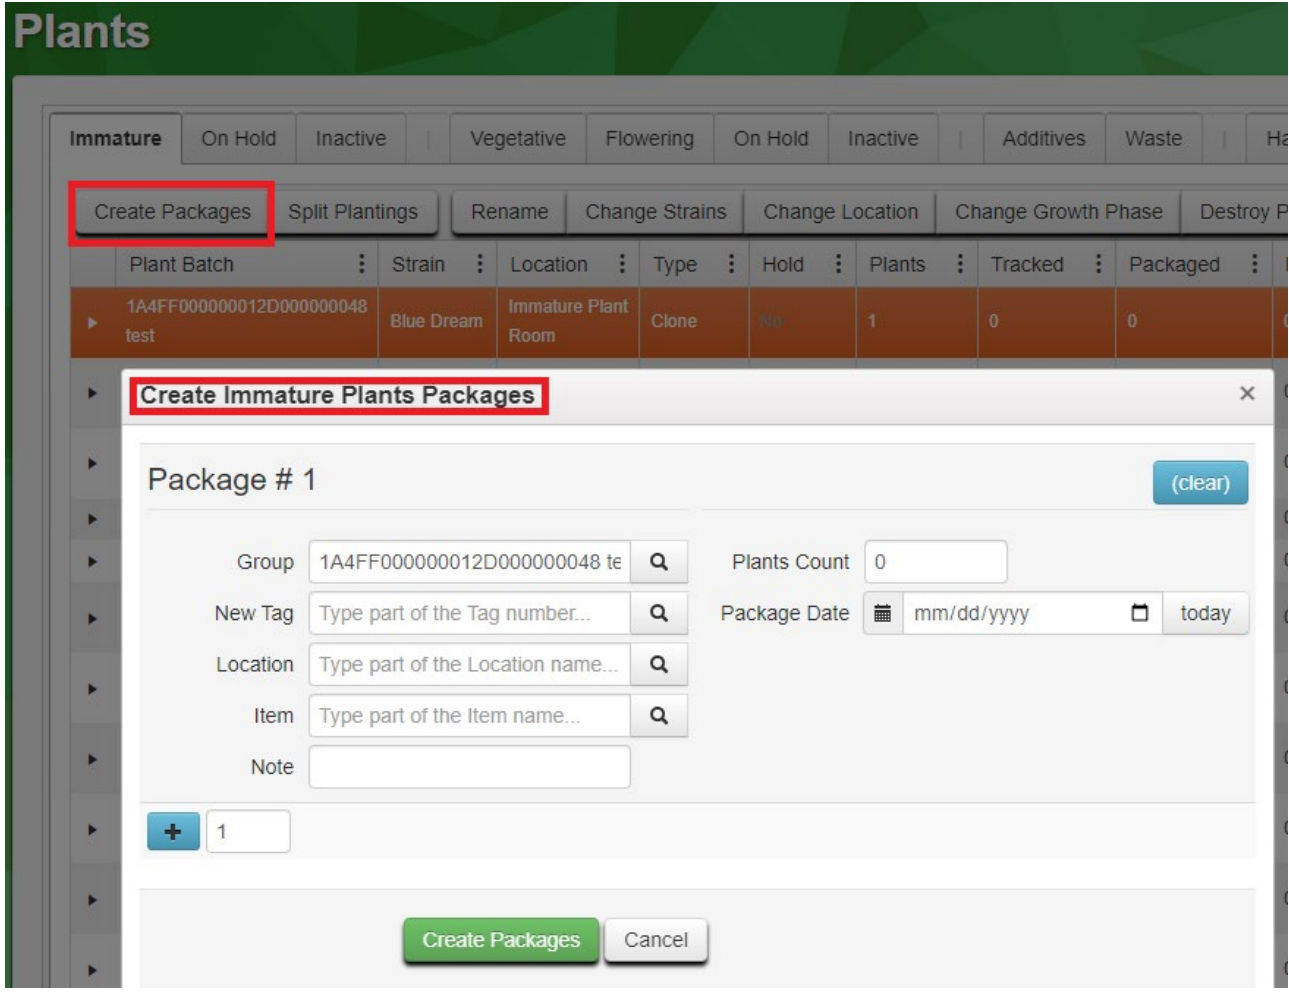 Plants
Immature On Hold Inactive | Vegetative Flowering On Hold Inactive | Additives Waste | Ha
Create Packages Split Plantings Rename Change Strains Change Location Change Growth Phase Destroy P
Plant Batch Strain Location Type Hold Plants Tracked Packaged
1A4FF000000012D000000048 test Blue Dream Immature Plant Room Clone No 1 0 0
Create Immature Plants Packages ×
Package # 1 (clear)
Group 1A4FF000000012D000000048 te Plants Count 0
New Tag Type part of the Tag number... Package Date mm/dd/yyyy today
Location Type part of the Location name...
Item Type part of the Item name...
Note
+ 1
Create Packages Cancel